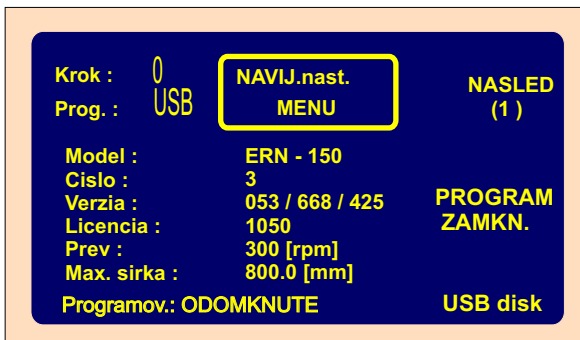 Krok : 0 NAVIJ.nast. NASLED
Prog. : USB MENU (1 )
Model : ERN - 150
Cislo : 3
Verzia : 053 / 668 / 425 PROGRAM
Licencia : 1050 ZAMKN.
Prev : 300 [rpm]
Max. sirka : 800.0 [mm]
Programov.: ODOMKNUTE USB disk